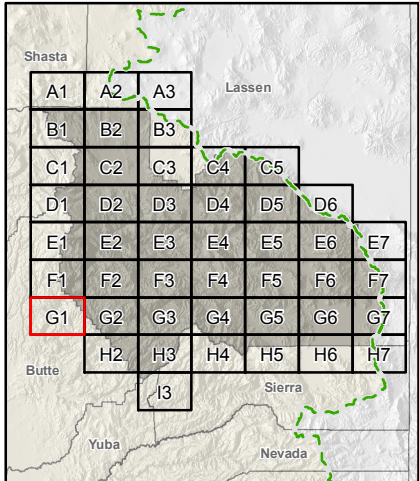 Shasta
Lassen
A1 A2 A3
B1 B2 B3
C1 C2 C3 C4 C5
D1 D2 D3 D4 D5 D6
E1 E2 E3 E4 E5 E6 E7
F1 F2 F3 F4 F5 F6 F7
G1 G2 G3 G4 G5 G6 G7
H2 H3 H4 H5 H6 H7
Butte
I3
Sierra
Yuba
Nevada